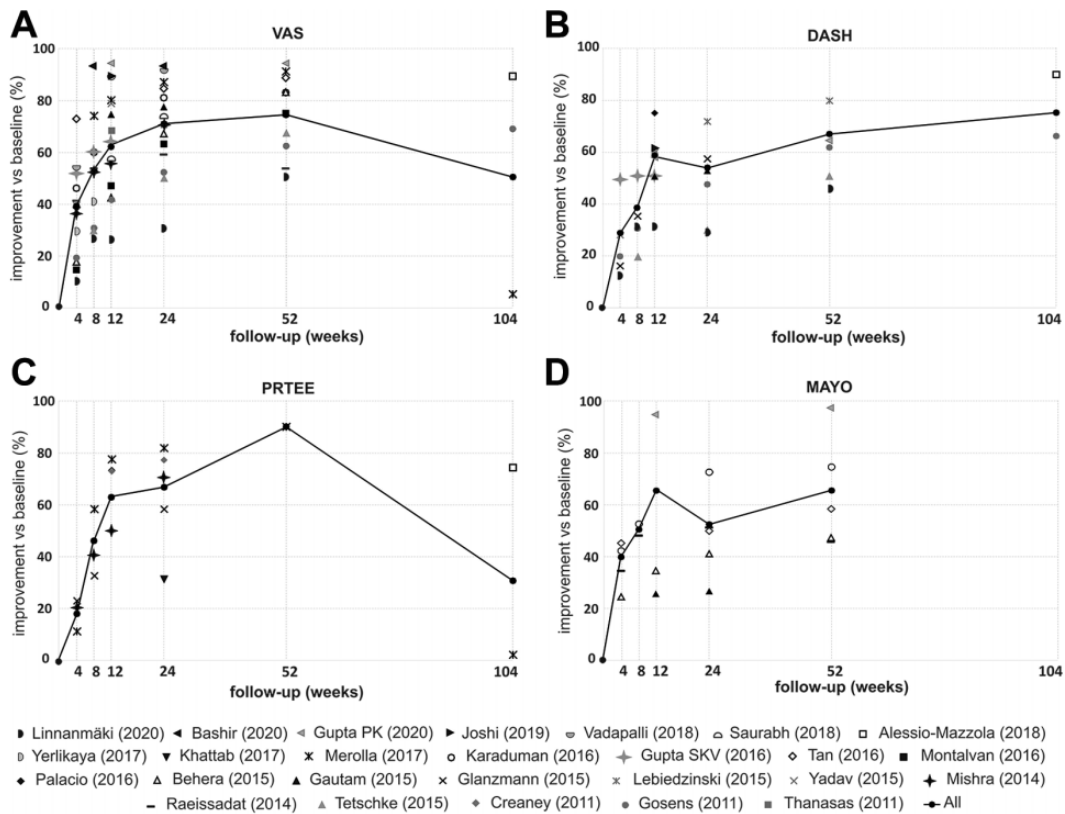 A
VAS
improvement vs baseline (%)
100
80
60
40
20
0
4 8 12 24 52 104
follow-up (weeks)
B
DASH
improvement vs baseline (%)
100
80
60
40
20
0
4 8 12 24 52 104
follow-up (weeks)
C
PRTEE
improvement vs baseline (%)
100
80
60
40
20
0
4 8 12 24 52 104
follow-up (weeks)
D
MAYO
improvement vs baseline (%)
100
80
60
40
20
0
4 8 12 24 52 104
follow-up (weeks)
Linnanmäki (2020) Bashir (2020) Gupta PK (2020) Joshi (2019) Vadapalli (2018) Saurabh (2018) Alessio-Mazzola (2018)
Yerlikaya (2017) Khattab (2017) Merolla (2017) Karaduman (2016) Gupta SKV (2016) Tan (2016) Montalvan (2016)
Palacio (2016) Behera (2015) Gautam (2015) Glanzmann (2015) Lebiedzinski (2015) Yadav (2015) Mishra (2014)
Raeissadat (2014) Tetschke (2015) Creaney (2011) Gosens (2011) Thanasas (2011) All